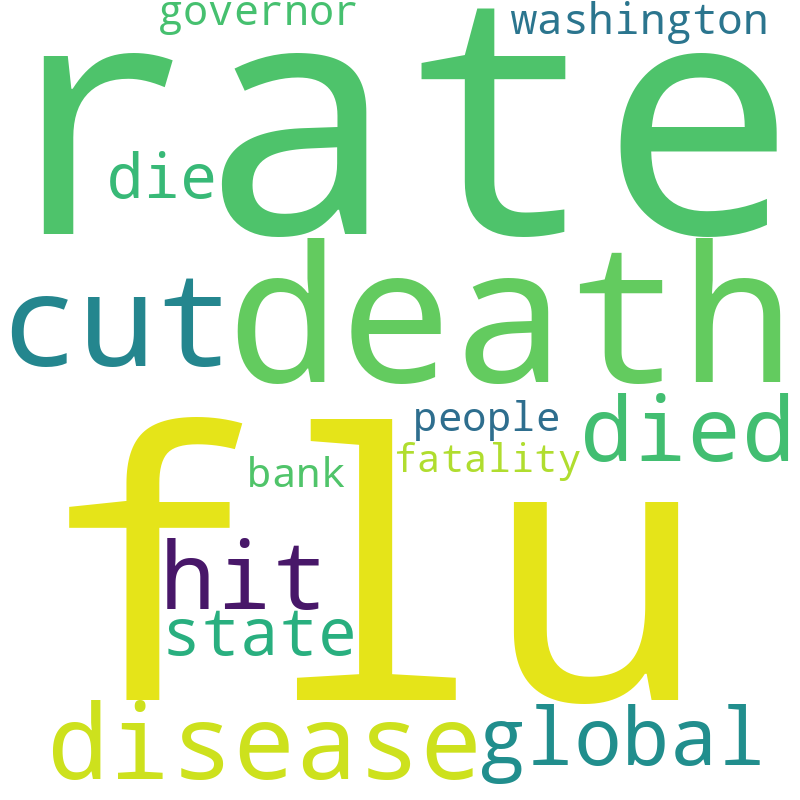 governor washington
rate
die
cut death
people died
fatality
bank
flu
hit
state
disease global